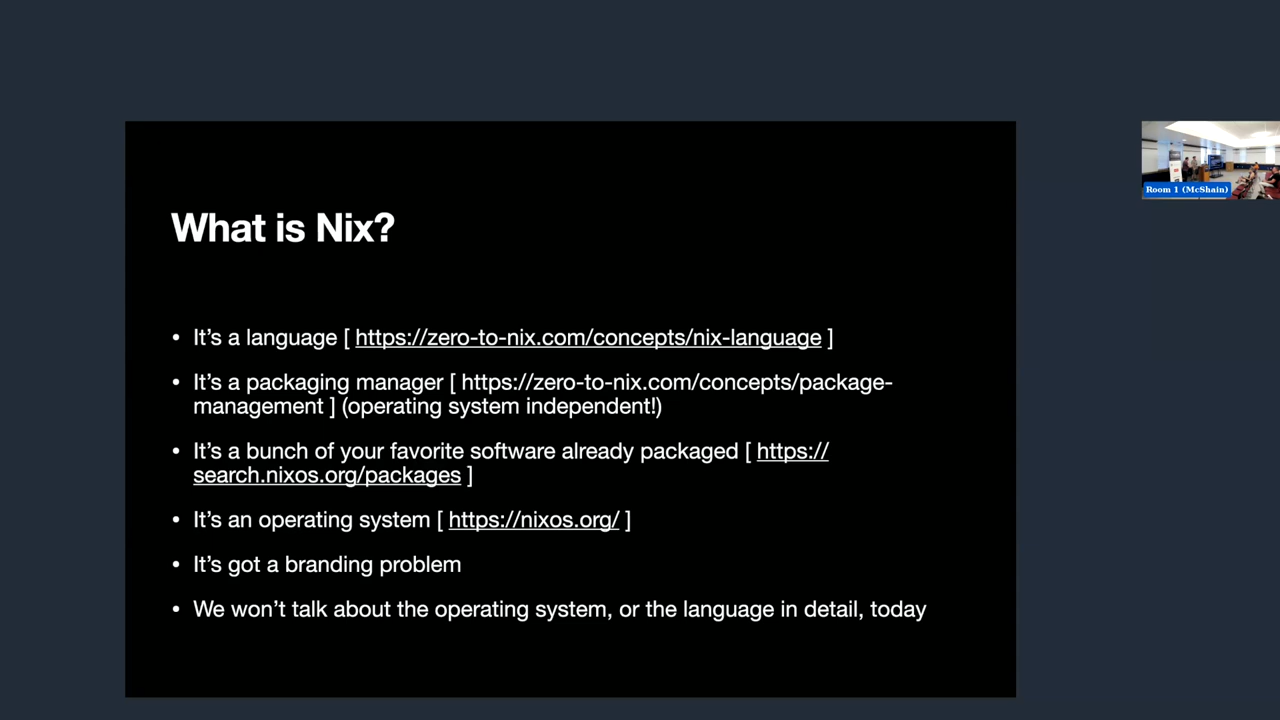 What is Nix?
Room 1 (McShain)
• It's a language [ https://zero-to-nix.com/concepts/nix-language ]
• It's a packaging manager [ https://zero-to-nix.com/concepts/package-
management ] (operating system independent!)
• It's a bunch of your favorite software already packaged [ https://
search.nixos.org/packages ]
• It's an operating system [ https://nixos.org/ ]
• It's got a branding problem
• We won't talk about the operating system, or the language in detail, today